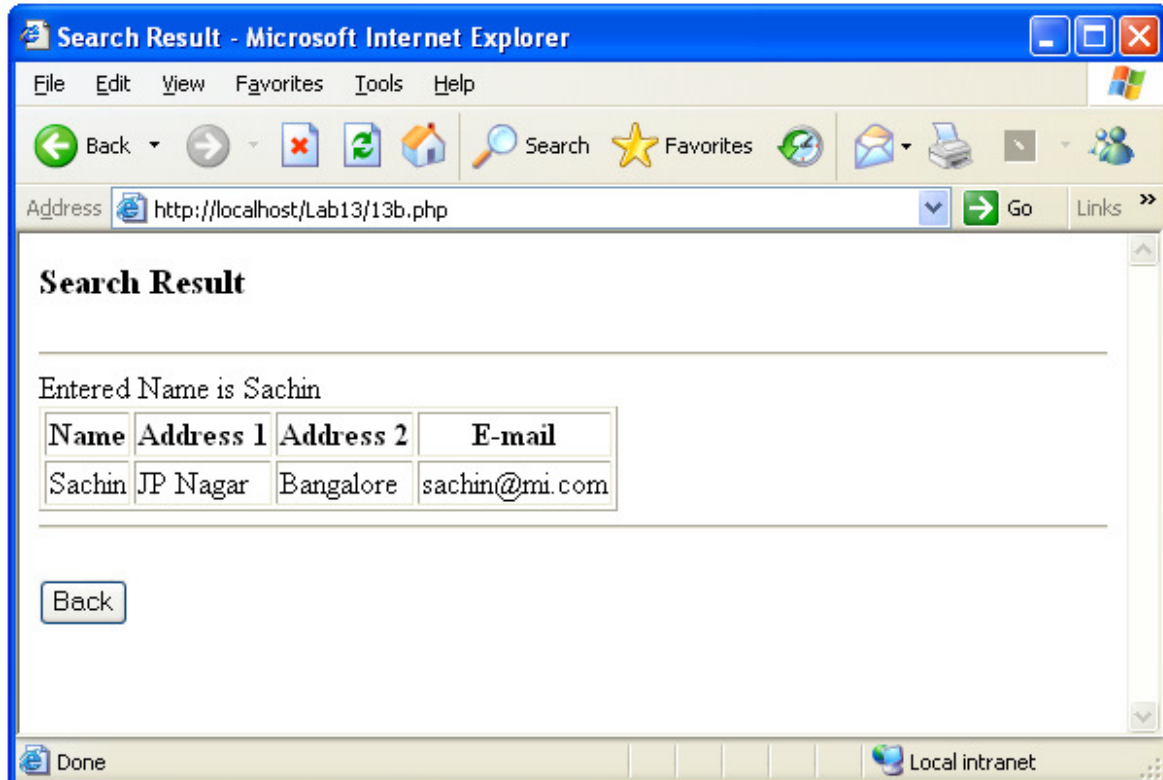 Search Result - Microsoft Internet Explorer
File Edit View Favorites Tools Help
Back Search Favorites
Address http://localhost/Lab13/13b.php Go Links »
Search Result
Entered Name is Sachin
Name Address 1 Address 2 E-mail
Sachin JP Nagar Bangalore sachin@mi.com
Back
Done Local intranet